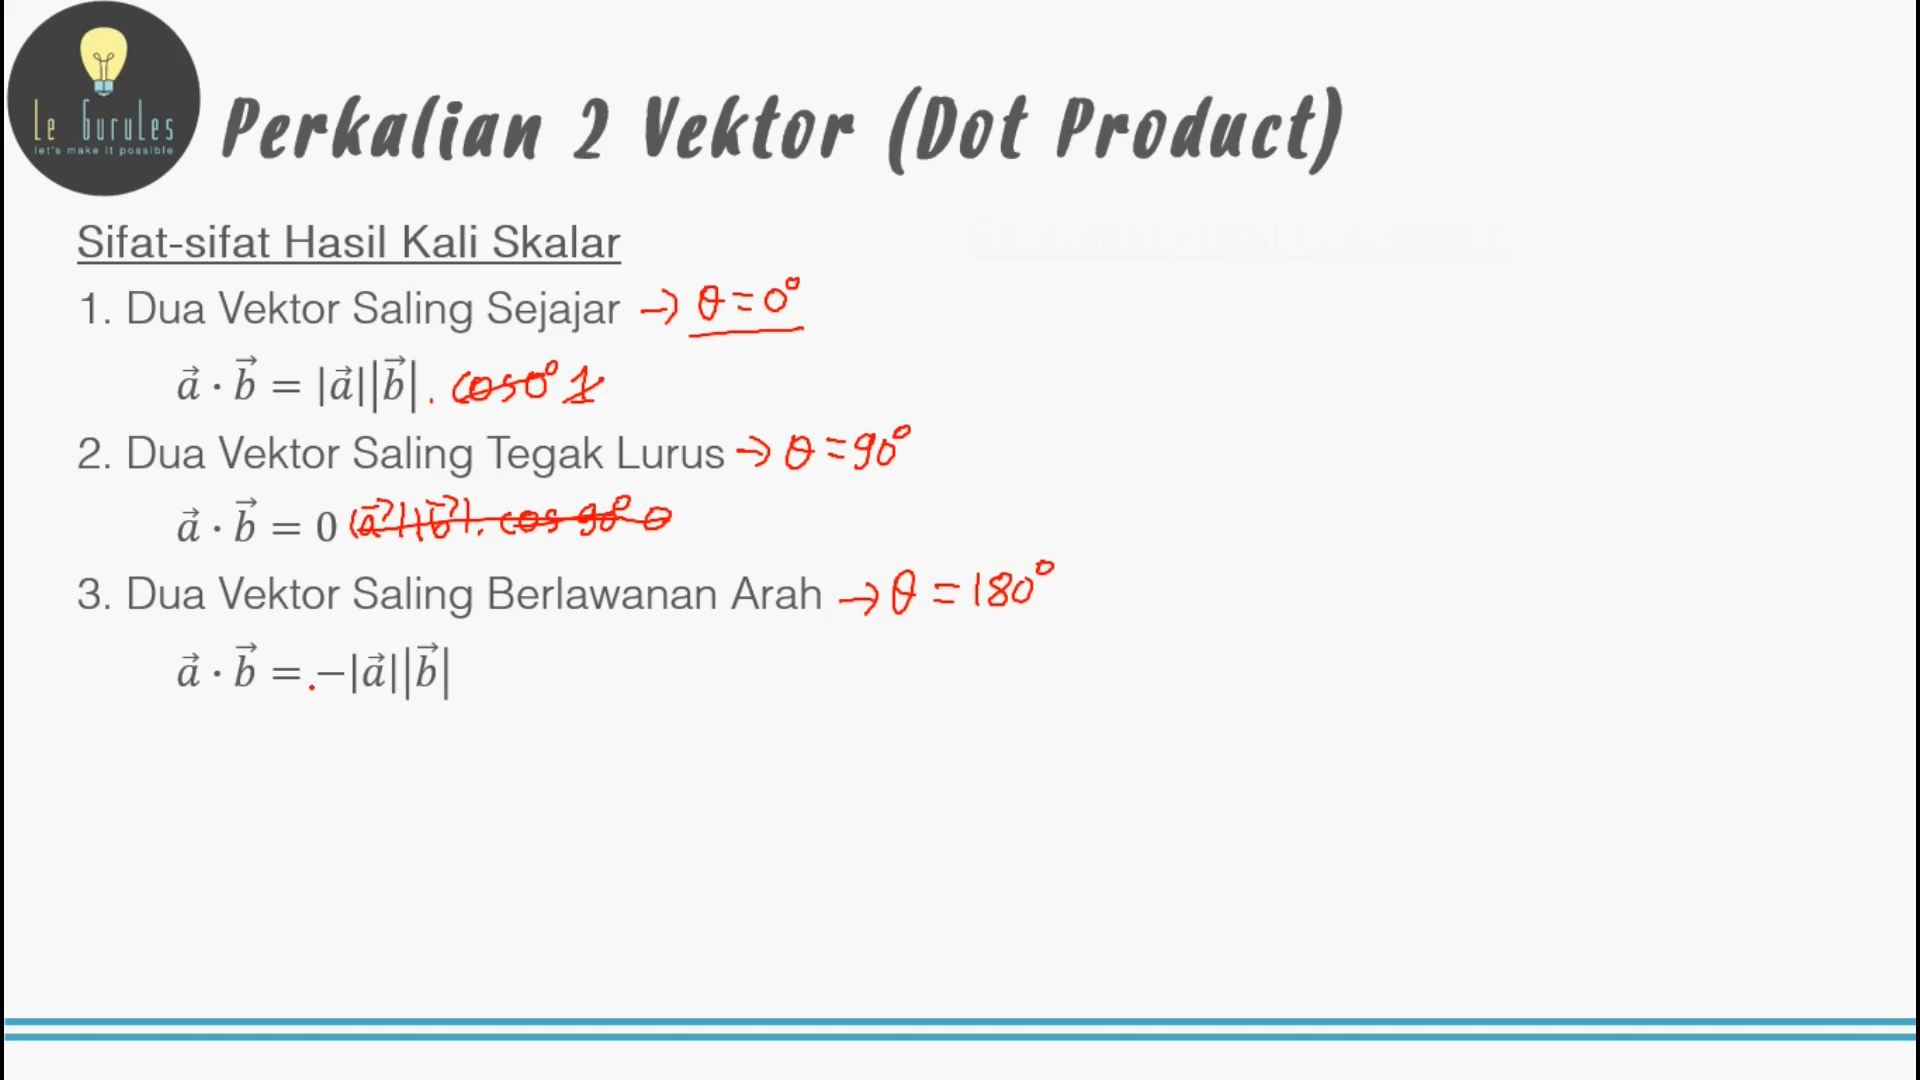 Le GuruLes
let's make it possible
Perkalian 2 Vektor (Dot Product)
Sifat-sifat Hasil Kali Skalar
1. Dua Vektor Saling Sejajar → θ = 0°
a⃗ · b⃗ = |a⃗||b⃗| . cos 0° 1
2. Dua Vektor Saling Tegak Lurus → θ = 90°
a⃗ · b⃗ = 0 |a⃗||b⃗| . cos 90° 0
3. Dua Vektor Saling Berlawanan Arah → θ = 180°
a⃗ · b⃗ = −|a⃗||b⃗|